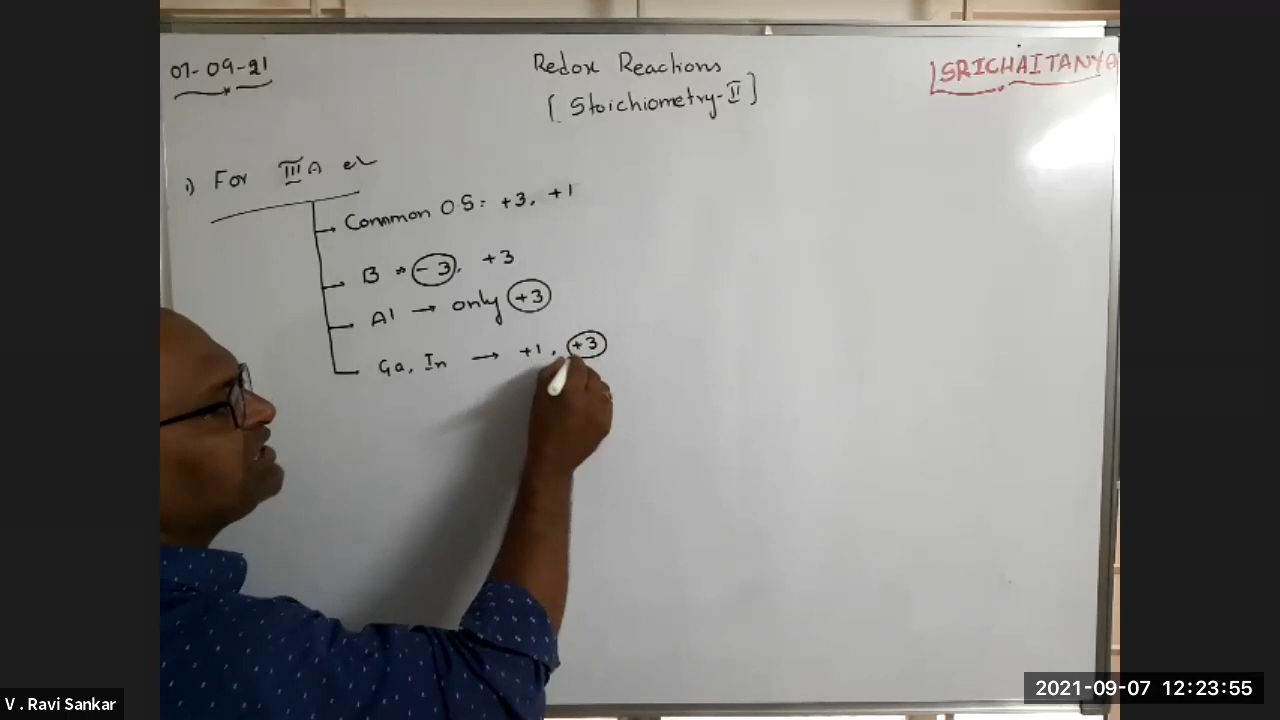 07-09-21
Redox Reactions
[Stoichiometry-II]
SRICHAITANYA
1) For III A el
Common O.S: +3, +1
B → -3, +3
Al → only +3
Ga, In → +1, +3
V . Ravi Sankar
2021-09-07 12:23:55